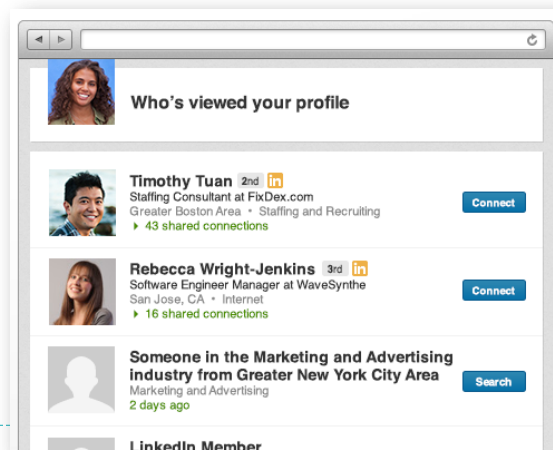 Who's viewed your profile
Timothy Tuan 2nd in
Staffing Consultant at FixDex.com
Greater Boston Area • Staffing and Recruiting
43 shared connections
Connect
Rebecca Wright-Jenkins 3rd in
Software Engineer Manager at WaveSynthe
San Jose, CA • Internet
16 shared connections
Connect
Someone in the Marketing and Advertising
industry from Greater New York City Area
Marketing and Advertising
2 days ago
Search
LinkedIn Member